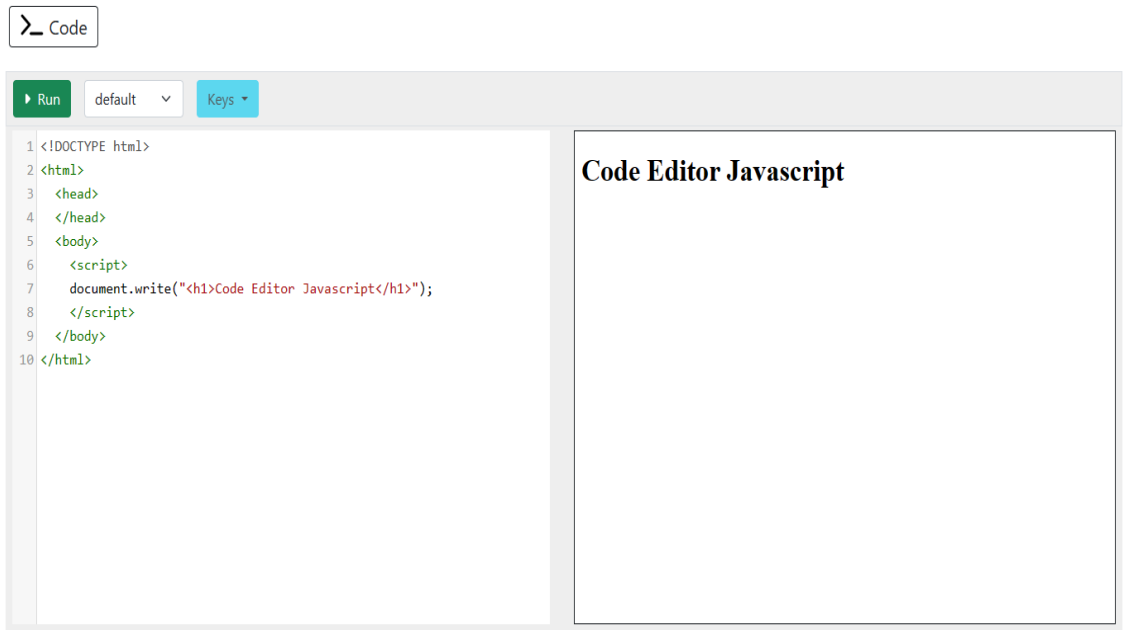 Code
Run default Keys
1 <!DOCTYPE html>
2 <html>
3   <head>
4   </head>
5   <body>
6     <script>
7     document.write("<h1>Code Editor Javascript</h1>");
8     </script>
9   </body>
10 </html>
Code Editor Javascript